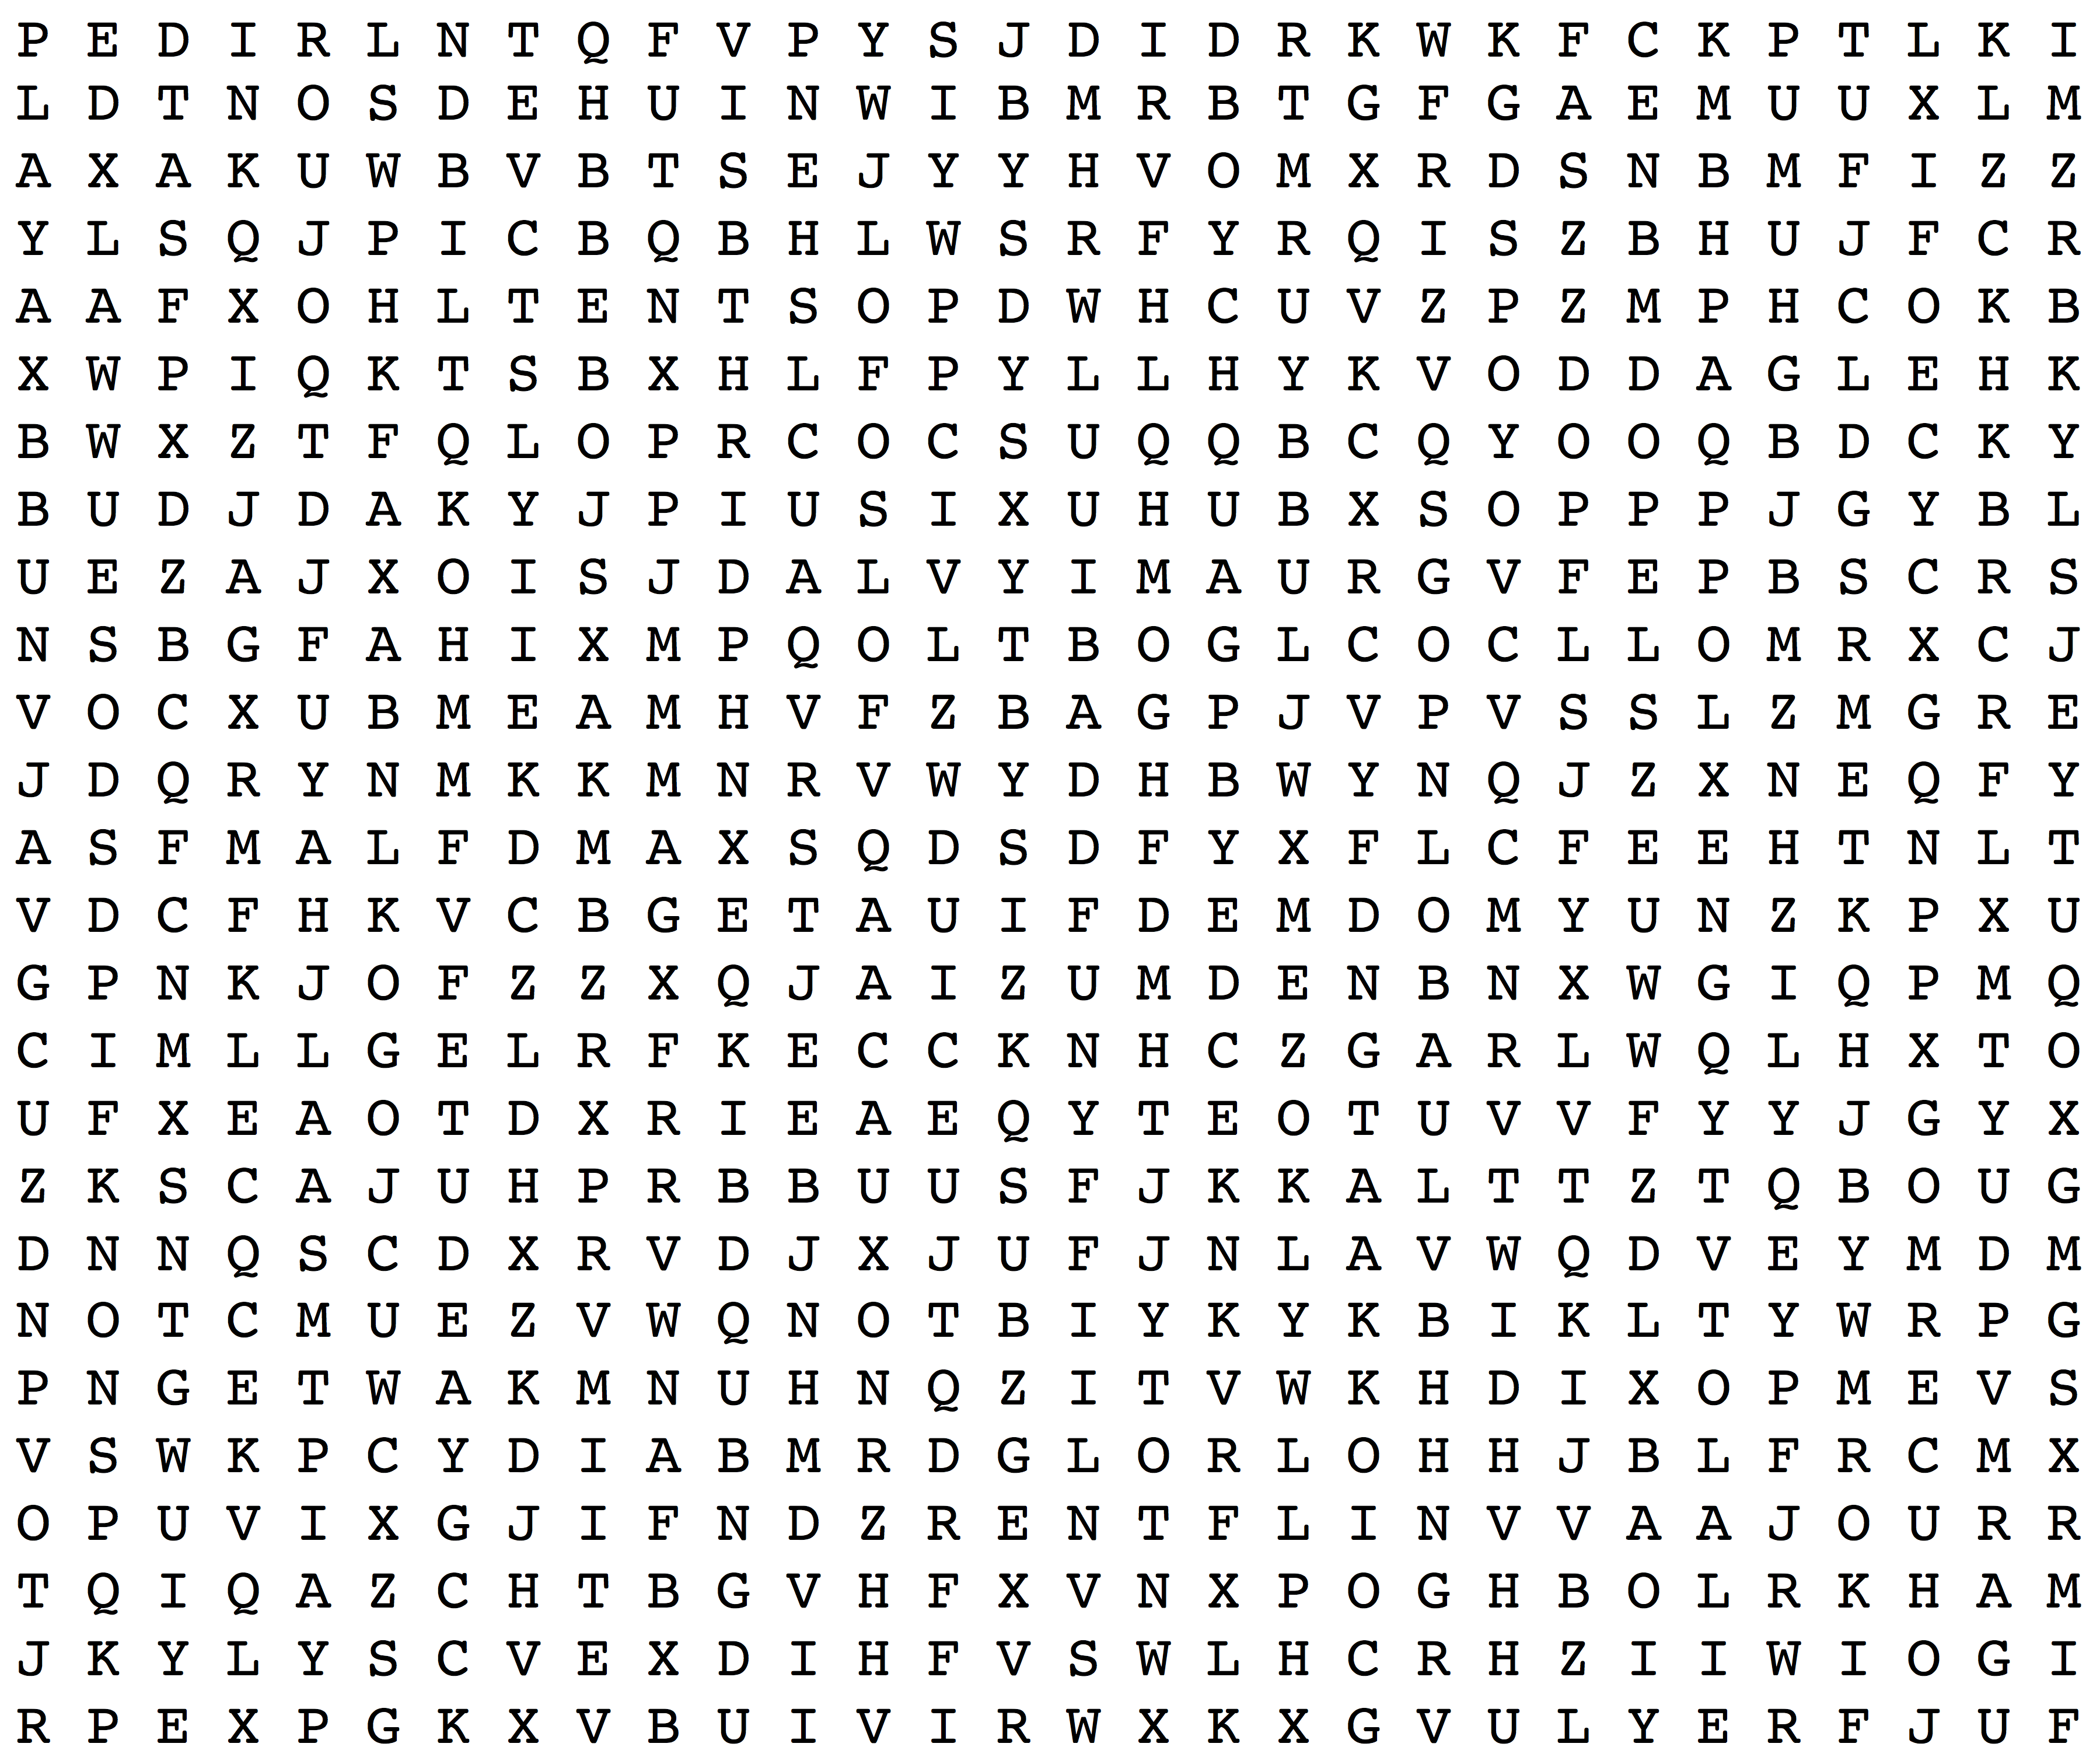 P E D I R L N T Q F V P Y S J D I D R K W K F C K P T L K I
L D T N O S D E H U I N W I B M R B T G F G A E M U U X L M
A X A K U W B V B T S E J Y Y H V O M X R D S N B M F I Z Z
Y L S Q J P I C B Q B H L W S R F Y R Q I S Z B H U J F C R
A A F X O H L T E N T S O P D W H C U V Z P Z M P H C O K B
X W P I Q K T S B X H L F P Y L L H Y K V O D D A G L E H K
B W X Z T F Q L O P R C O C S U Q Q B C Q Y O O Q B D C K Y
B U D J D A K Y J P I U S I X U H U B X S O P P P J G Y B L
U E Z A J X O I S J D A L V Y I M A U R G V F E P B S C R S
N S B G F A H I X M P Q O L T B O G L C O C L L O M R X C J
V O C X U B M E A M H V F Z B A G P J V P V S S L Z M G R E
J D Q R Y N M K K M N R V W Y D H B W Y N Q J Z X N E Q F Y
A S F M A L F D M A X S Q D S D F Y X F L C F E E H T N L T
V D C F H K V C B G E T A U I F D E M D O M Y U N Z K P X U
G P N K J O F Z Z X Q J A I Z U M D E N B N X W G I Q P M Q
C I M L L G E L R F K E C C K N H C Z G A R L W Q L H X T O
U F X E A O T D X R I E A E Q Y T E O T U V V F Y Y J G Y X
Z K S C A J U H P R B B U U S F J K K A L T T Z T Q B O U G
D N N Q S C D X R V D J X J U F J N L A V W Q D V E Y M D M
N O T C M U E Z V W Q N O T B I Y K Y K B I K L T Y W R P G
P N G E T W A K M N U H N Q Z I T V W K H D I X O P M E V S
V S W K P C Y D I A B M R D G L O R L O H H J B L F R C M X
O P U V I X G J I F N D Z R E N T F L I N V V A A J O U R R
T Q I Q A Z C H T B G V H F X V N X P O G H B O L R K H A M
J K Y L Y S C V E X D I H F V S W L H C R H Z I I W I O G I
R P E X P G K X V B U I V I R W X K X G V U L Y E R F J U F